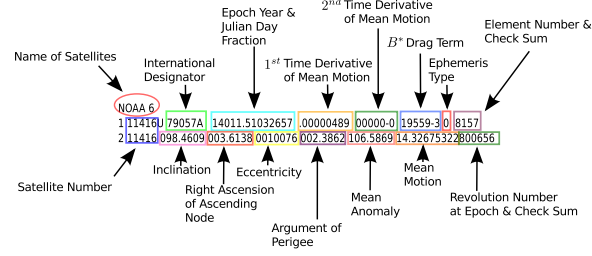 2nd Time Derivative
of Mean Motion
Epoch Year &
Julian Day
Fraction
Element Number &
Check Sum
B* Drag Term
Name of Satellites
International
Designator
1st Time Derivative
of Mean Motion
Ephemeris
Type
NOAA 6
1 11416U 79057A 14011.51032657 .00000489 00000-0 19559-3 0 8157
2 11416 098.4609 003.6138 0010076 002.3862 106.5869 14.32675322800656
Satellite Number
Inclination
Right Ascension
of Ascending
Node
Eccentricity
Argument of
Perigee
Mean
Anomaly
Mean
Motion
Revolution Number
at Epoch & Check Sum